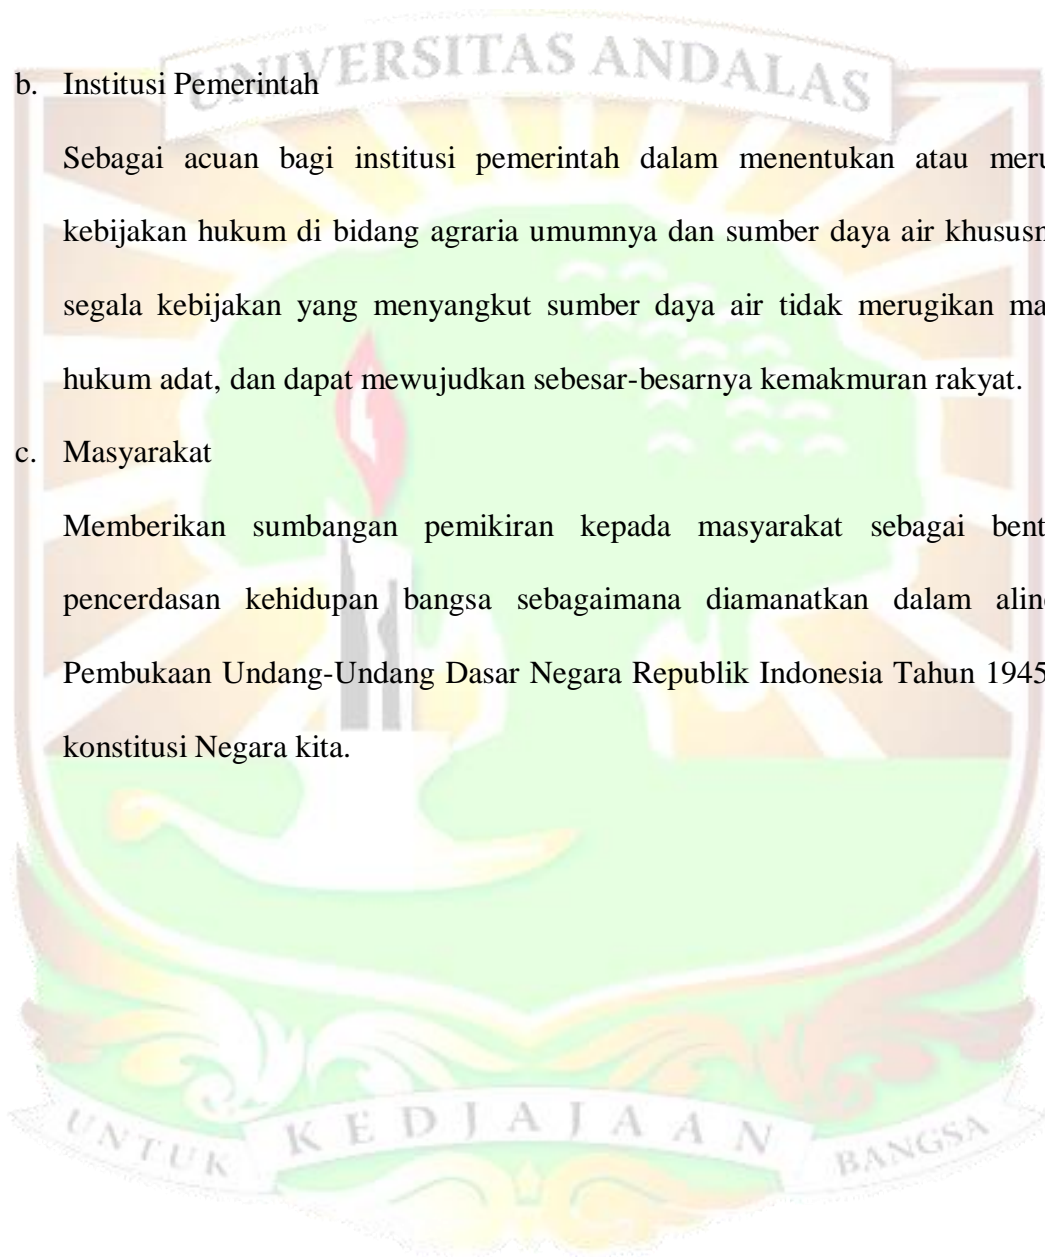 UNIVERSITAS ANDALAS
b. Institusi Pemerintah
Sebagai acuan bagi institusi pemerintah dalam menentukan atau meru
kebijakan hukum di bidang agraria umumnya dan sumber daya air khususn
segala kebijakan yang menyangkut sumber daya air tidak merugikan ma
hukum adat, dan dapat mewujudkan sebesar-besarnya kemakmuran rakyat.
c. Masyarakat
Memberikan sumbangan pemikiran kepada masyarakat sebagai bent
pencerdasan kehidupan bangsa sebagaimana diamanatkan dalam alin
Pembukaan Undang-Undang Dasar Negara Republik Indonesia Tahun 1945
konstitusi Negara kita.
UNTUK KEDJAJAAN BANGSA